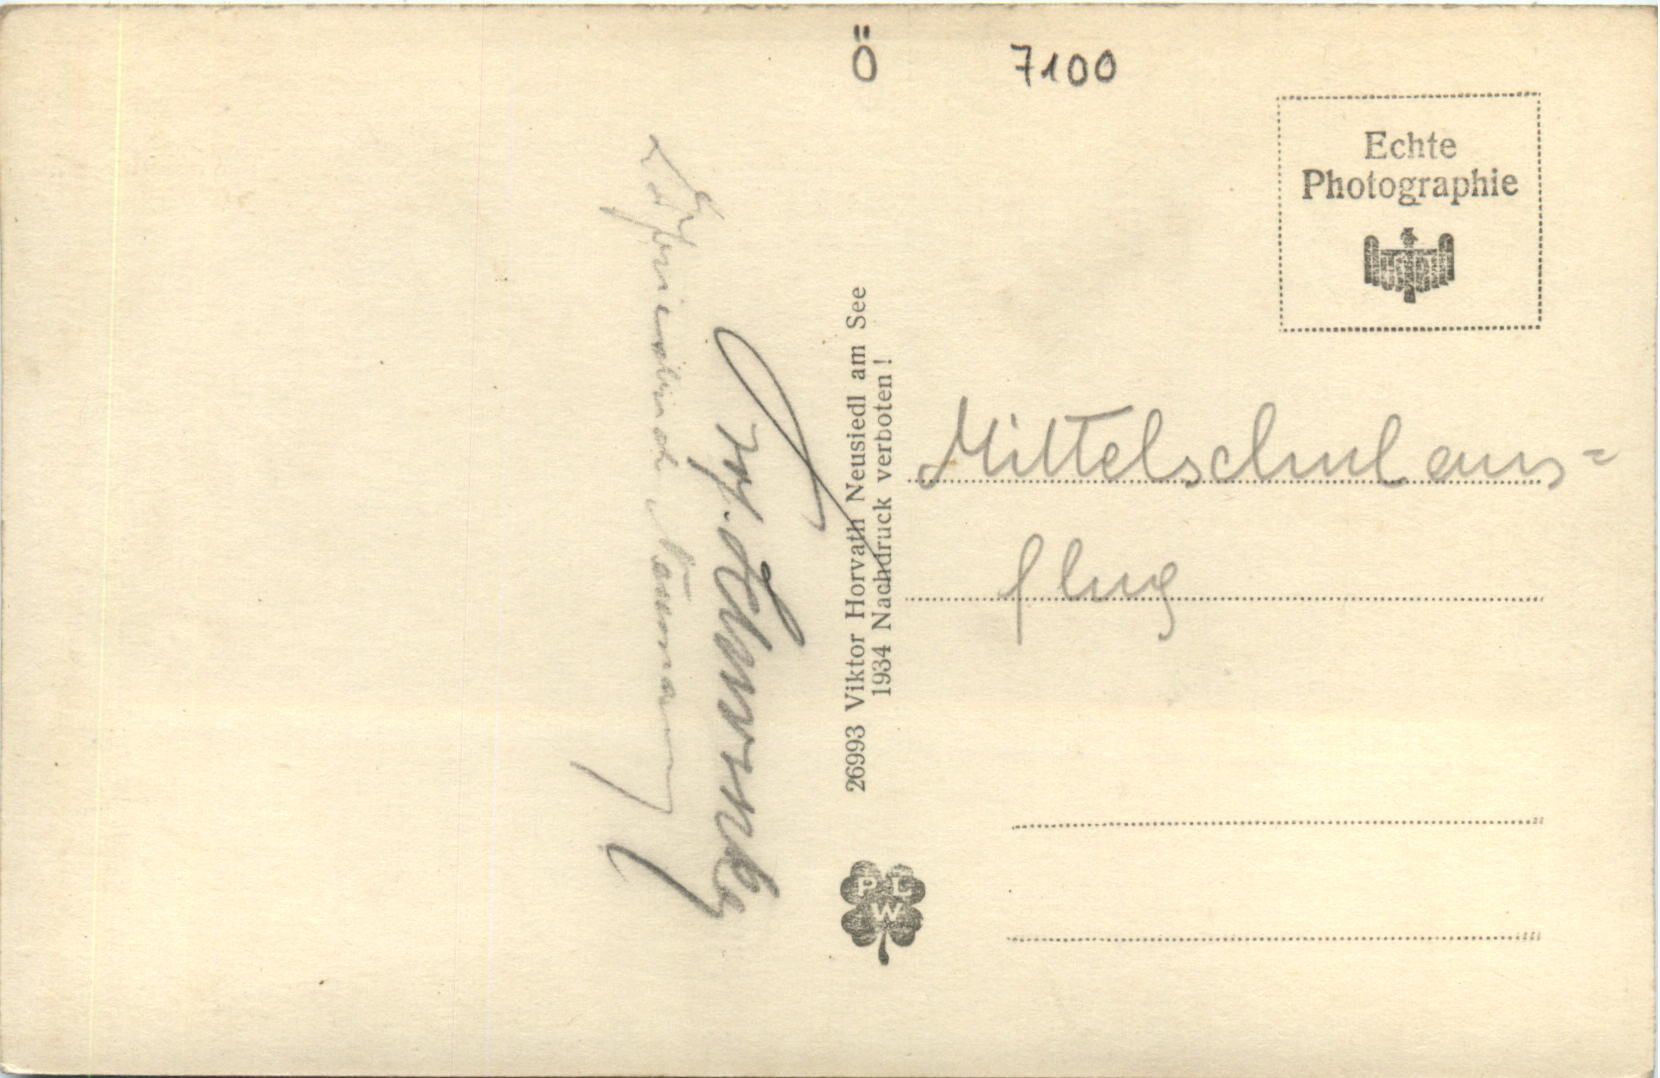 Ö 7100
Echte
Photographie
26993 Viktor Horvath Neusiedl am See
1934 Nachdruck verboten!
Mittelschulaus=
flug
P L
W